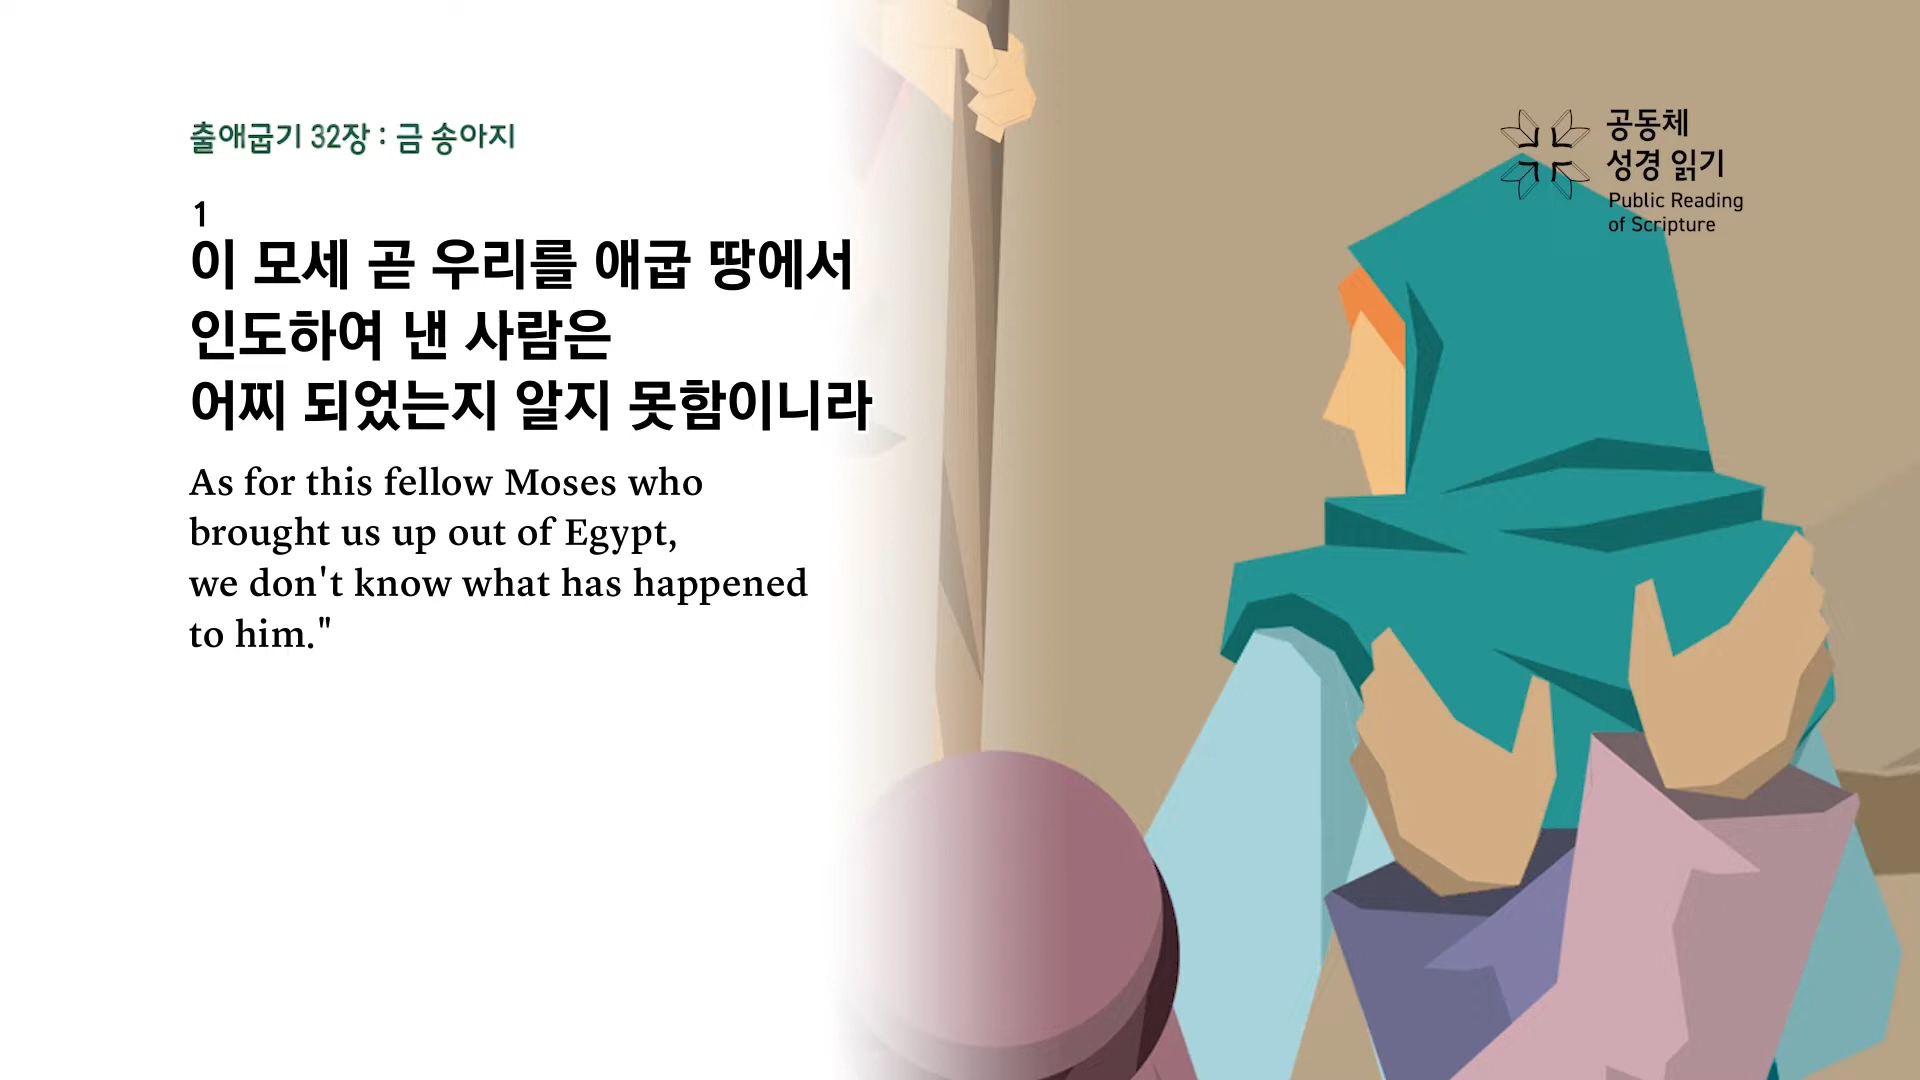 출애굽기 32장 : 금 송아지
1
이 모세 곧 우리를 애굽 땅에서
인도하여 낸 사람은
어찌 되었는지 알지 못함이니라
As for this fellow Moses who
brought us up out of Egypt,
we don't know what has happened
to him."
공동체
성경 읽기
Public Reading
of Scripture